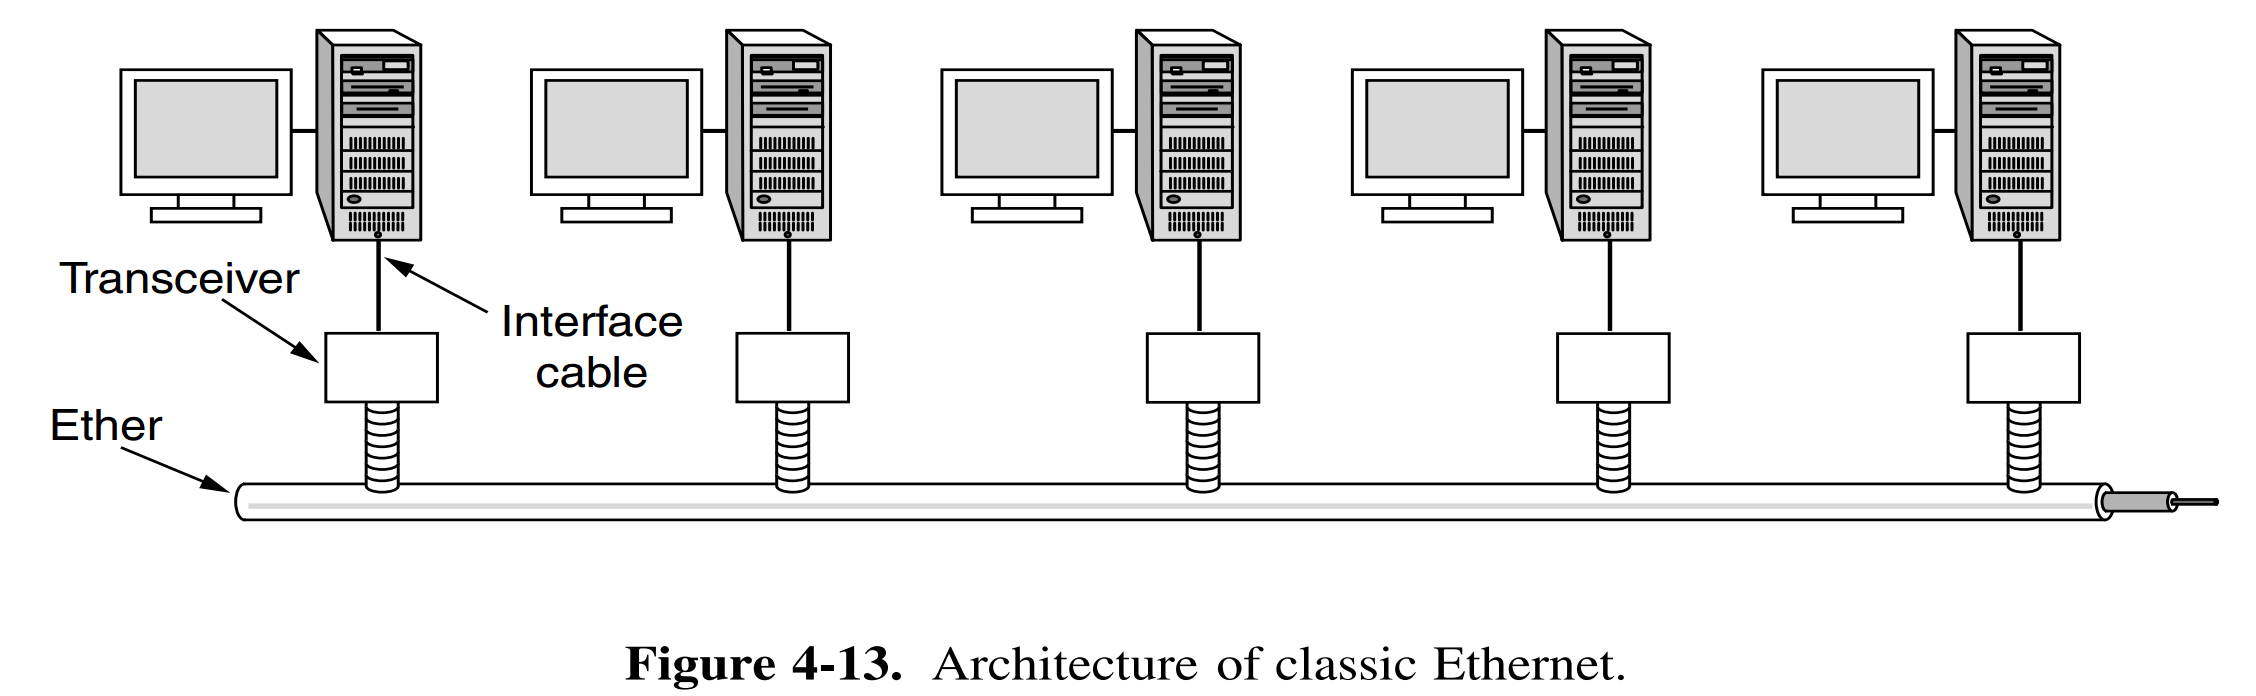 Transceiver
Interface
cable
Ether
Figure 4-13. Architecture of classic Ethernet.